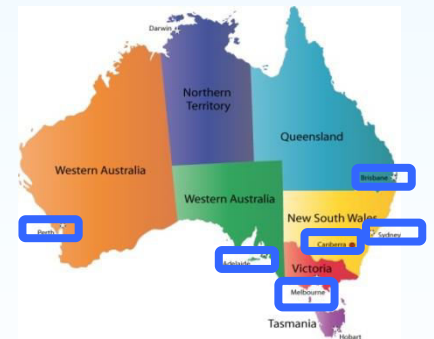 Darwin
Northern
Territory
Queensland
Western Australia
Brisbane
Western Australia
New South Wales
Perth
Sydney
Canberra
Adelaide
Victoria
Melbourne
Tasmania
Hobart